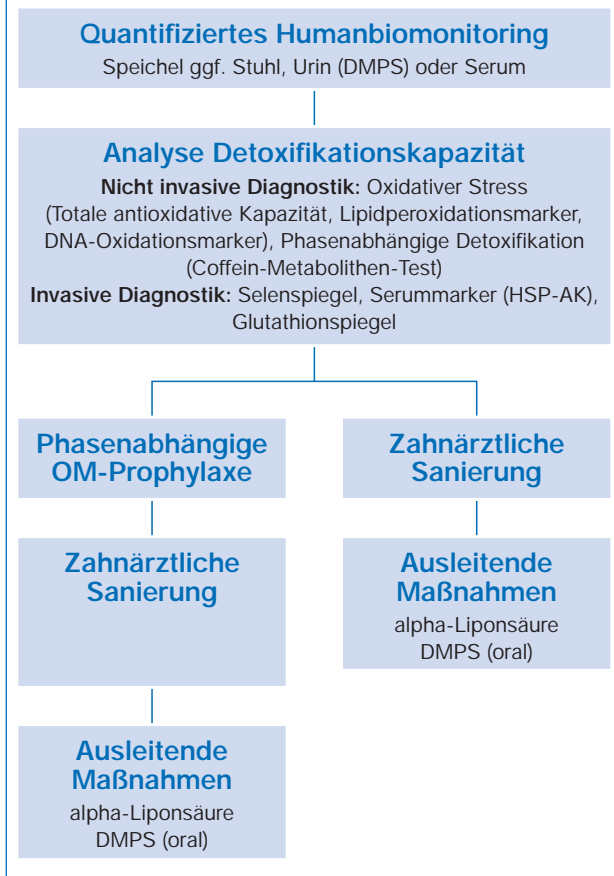 Quantifiziertes Humanbiomonitoring
Speichel ggf. Stuhl, Urin (DMPS) oder Serum
Analyse Detoxifikationskapazität
Nicht invasive Diagnostik: Oxidativer Stress
(Totale antioxidative Kapazität, Lipidperoxidationsmarker,
DNA-Oxidationsmarker), Phasenabhängige Detoxifikation
(Coffein-Metabolithen-Test)
Invasive Diagnostik: Selenspiegel, Serummarker (HSP-AK),
Glutathionspiegel
Phasenabhängige
OM-Prophylaxe
Zahnärztliche
Sanierung
Ausleitende
Maßnahmen
alpha-Liponsäure
DMPS (oral)
Zahnärztliche
Sanierung
Ausleitende
Maßnahmen
alpha-Liponsäure
DMPS (oral)